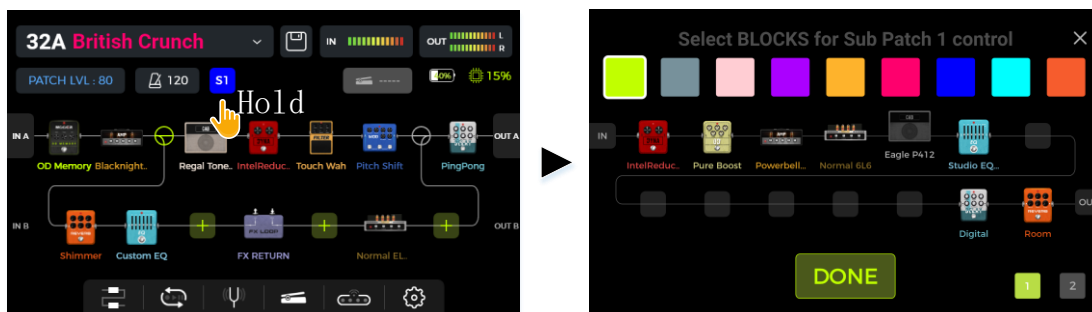 32A British Crunch
IN
OUT
L
R
PATCH LVL : 80
120
S1
-----
40%
15%
Hold
IN A
OUT A
OD Memory
Blacknight..
Regal Tone..
IntelReduc..
Touch Wah
Pitch Shift
PingPong
IN B
OUT B
FX LOOP
Shimmer
Custom EQ
FX RETURN
Normal EL..
Select BLOCKS for Sub Patch 1 control
IN
IntelReduc..
Pure Boost
Powerbell..
Normal 6L6
Eagle P412
Studio EQ..
OU
Digital
Room
DONE
1
2